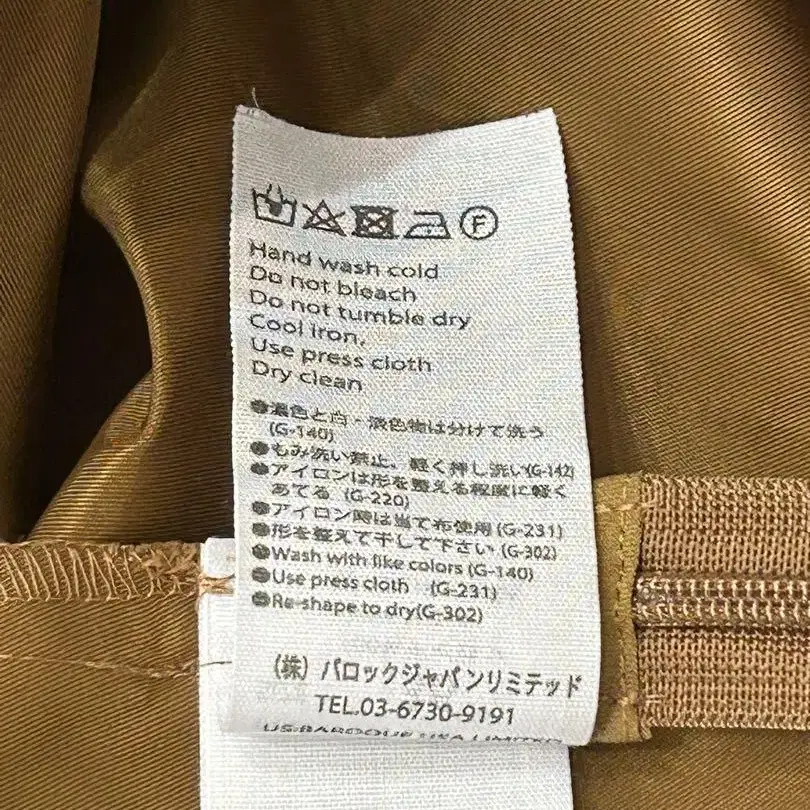 F
Hand wash cold
Do not bleach
Do not tumble dry
Cool iron,
Use press cloth
Dry clean
●濃色と白・淡色物は分けて洗う
(G-140)
●もみ洗い禁止、軽く押し洗い(G-142)
●アイロンは形を整える程度に軽く
あてる (G-220)
●アイロン時は当て布使用(G-231)
●形を整えて干して下さい(G-302)
●Wash with like colors (G-140)
●Use press cloth (G-231)
●Re-shape to dry(G-302)
(株) バロックジャパンリミテッド
TEL.03-6730-9191
US:BAROQUE USA LIMITED